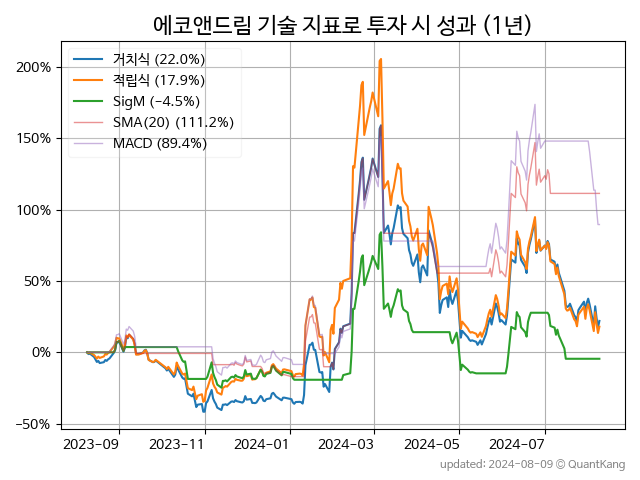 에코앤드림 기술 지표로 투자 시 성과 (1년)
거치식 (22.0%)
적립식 (17.9%)
SigM (−4.5%)
SMA(20) (111.2%)
MACD (89.4%)
200%
150%
100%
50%
0%
−50%
2023-09
2023-11
2024-01
2024-03
2024-05
2024-07
updated: 2024-08-09 © QuantKang